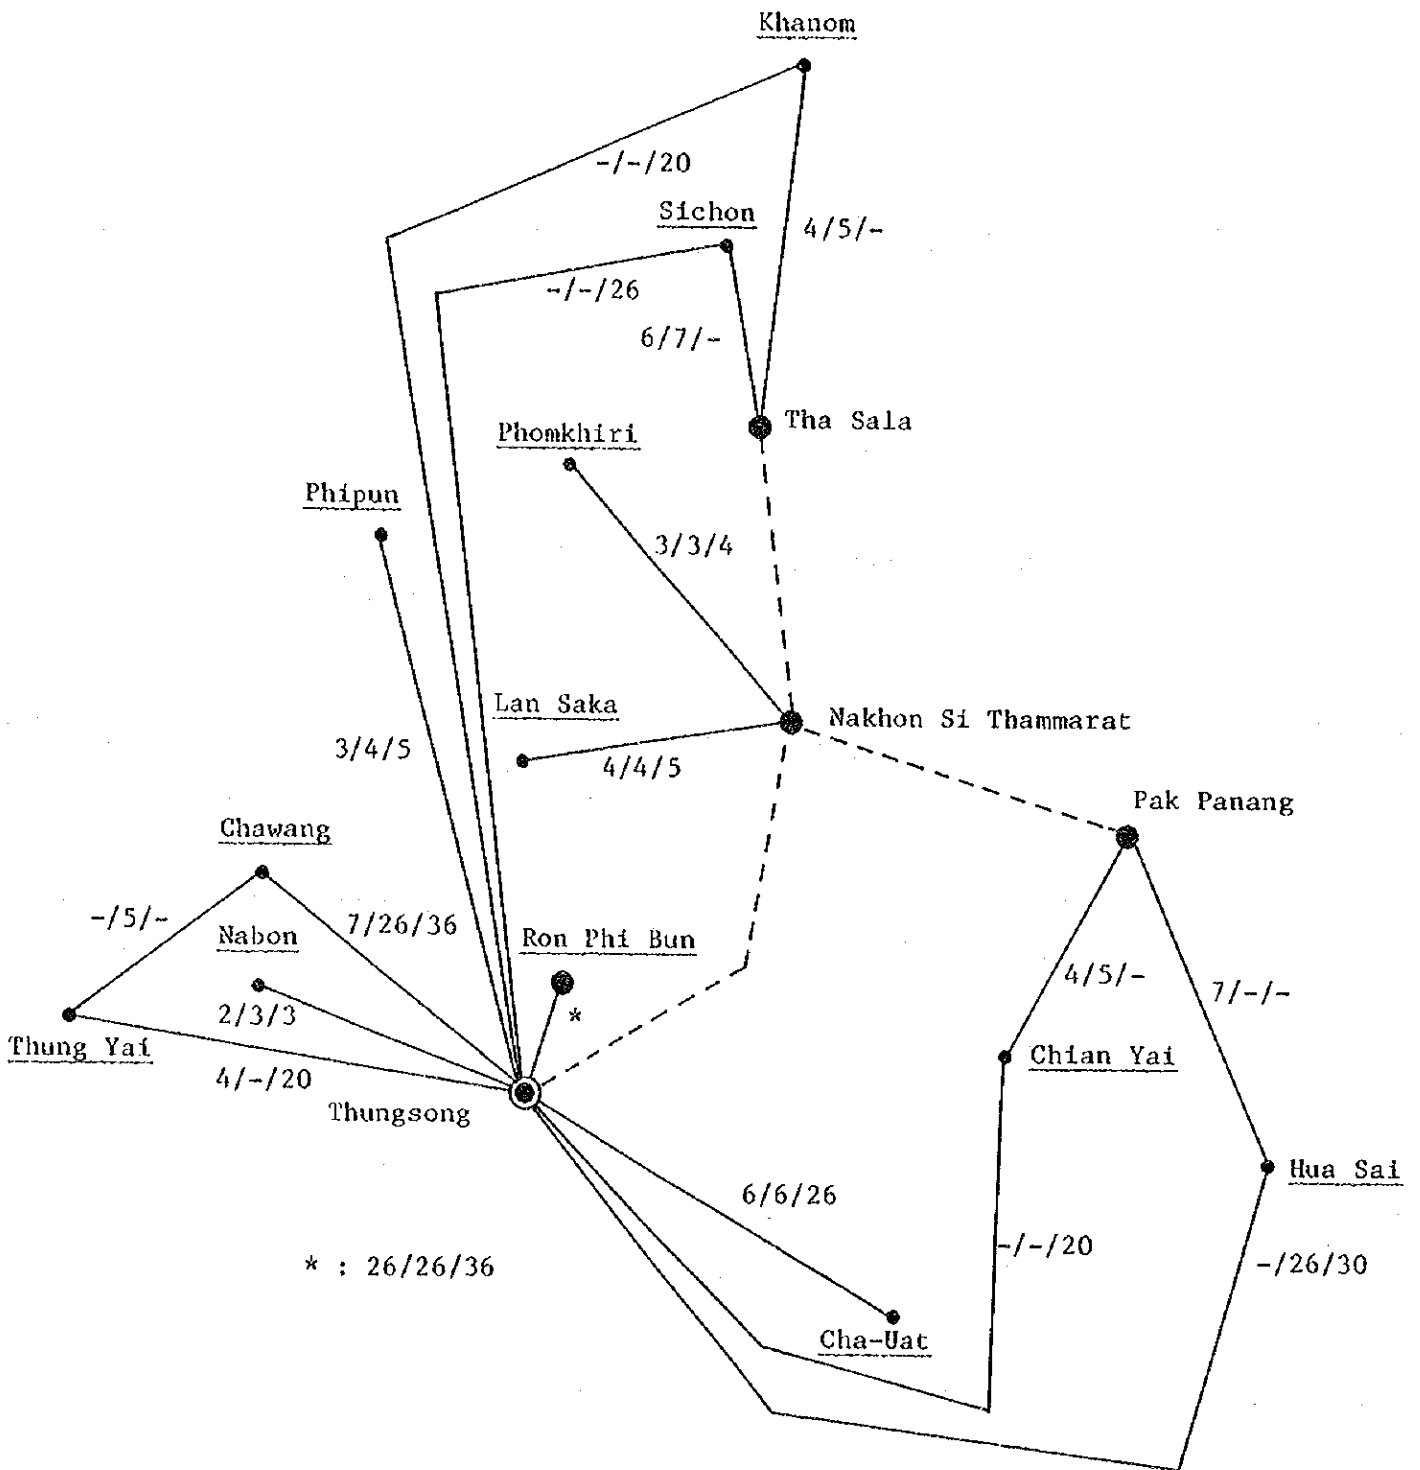 Khanom
-/-/20
Sichon
4/5/-
-/-/26
6/7/-
Tha Sala
Phomkhiri
Phipun
3/3/4
Lan Saka
Nakhon Si Thammarat
3/4/5
4/4/5
Pak Panang
Chawang
-/5/-
7/26/36
Nabon
Ron Phi Bun
4/5/-
7/-/-
2/3/3
*
Thung Yai
Chian Yai
4/-/20
Thungsong
Hua Sai
6/6/26
-/-/20
* : 26/26/36
-/26/30
Cha-Uat